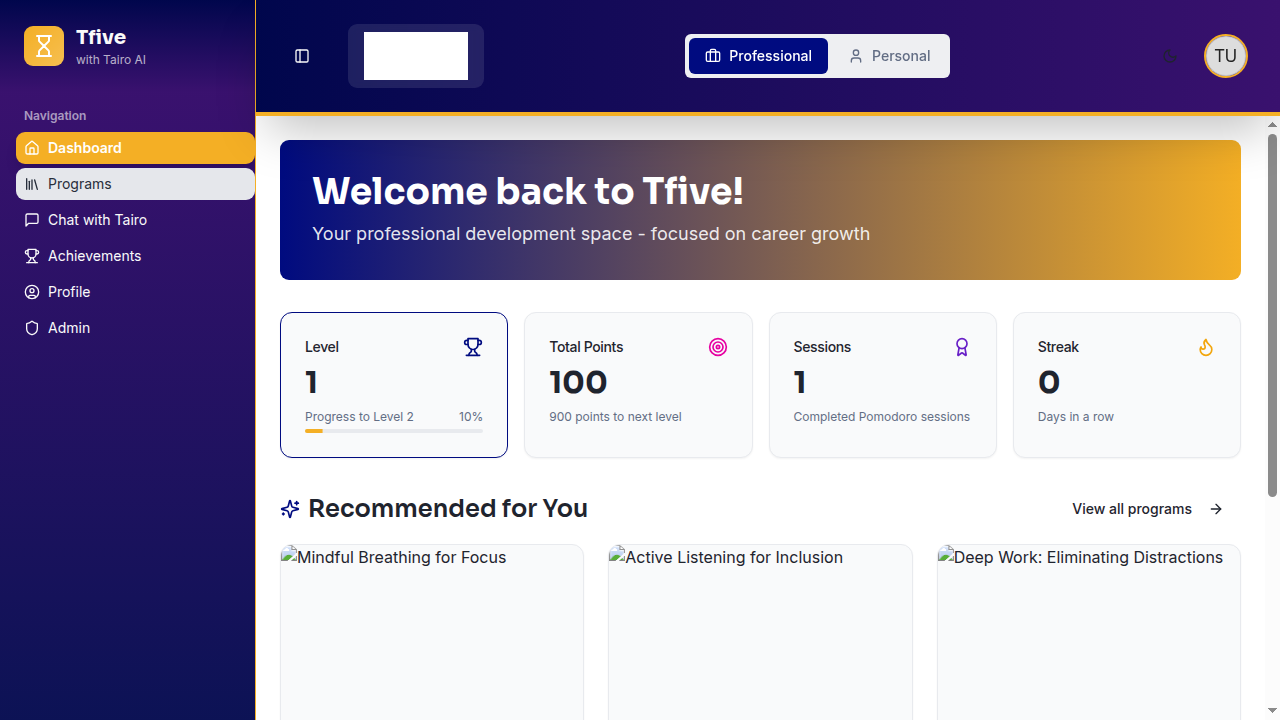 Tfive
with Tairo AI
Navigation
Dashboard
Programs
Chat with Tairo
Achievements
Profile
Admin
Professional
Personal
TU
Welcome back to Tfive!
Your professional development space - focused on career growth
Level
1
Progress to Level 2
10%
Total Points
100
900 points to next level
Sessions
1
Completed Pomodoro sessions
Streak
0
Days in a row
Recommended for You
View all programs
Mindful Breathing for Focus
Active Listening for Inclusion
Deep Work: Eliminating Distractions